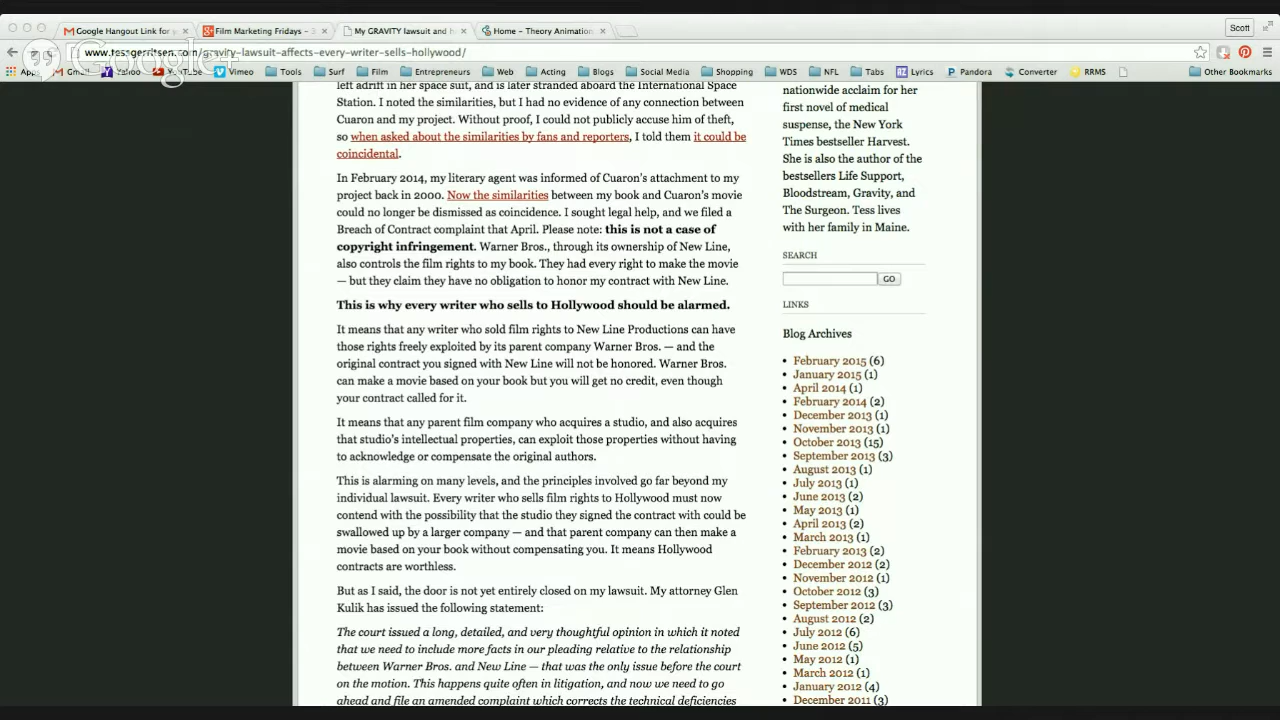 Google Hangout Link for
Film Marketing Fridays - 3
My GRAVITY lawsuit and h
Home - Theory Animation
Scott
Google+
www.tessgerritsen.com/gravity-lawsuit-affects-every-writer-sells-hollywood/
Apps Gmail Yahoo YouTube Vimeo Tools Surf Film Entrepreneurs Web Acting Blogs Social Media Shopping WDS NFL Tabs Lyrics Pandora Converter RRMS Other Bookmarks
left adrift in her space suit, and is later stranded aboard the International Space
Station. I noted the similarities, but I had no evidence of any connection between
Cuaron and my project. Without proof, I could not publicly accuse him of theft,
so when asked about the similarities by fans and reporters, I told them it could be
coincidental.
In February 2014, my literary agent was informed of Cuaron's attachment to my
project back in 2000. Now the similarities between my book and Cuaron's movie
could no longer be dismissed as coincidence. I sought legal help, and we filed a
Breach of Contract complaint that April. Please note: this is not a case of
copyright infringement. Warner Bros., through its ownership of New Line,
also controls the film rights to my book. They had every right to make the movie
— but they claim they have no obligation to honor my contract with New Line.
This is why every writer who sells to Hollywood should be alarmed.
It means that any writer who sold film rights to New Line Productions can have
those rights freely exploited by its parent company Warner Bros. — and the
original contract you signed with New Line will not be honored. Warner Bros.
can make a movie based on your book but you will get no credit, even though
your contract called for it.
It means that any parent film company who acquires a studio, and also acquires
that studio's intellectual properties, can exploit those properties without having
to acknowledge or compensate the original authors.
This is alarming on many levels, and the principles involved go far beyond my
individual lawsuit. Every writer who sells film rights to Hollywood must now
contend with the possibility that the studio they signed the contract with could be
swallowed up by a larger company — and that parent company can then make a
movie based on your book without compensating you. It means Hollywood
contracts are worthless.
But as I said, the door is not yet entirely closed on my lawsuit. My attorney Glen
Kulik has issued the following statement:
The court issued a long, detailed, and very thoughtful opinion in which it noted
that we need to include more facts in our pleading relative to the relationship
between Warner Bros. and New Line — that was the only issue before the court
on the motion. This happens quite often in litigation, and now we need to go
ahead and file an amended complaint which corrects the technical deficiencies
nationwide acclaim for her
first novel of medical
suspense, the New York
Times bestseller Harvest.
She is also the author of the
bestsellers Life Support,
Bloodstream, Gravity, and
The Surgeon. Tess lives
with her family in Maine.
SEARCH
GO
LINKS
Blog Archives
• February 2015 (6)
• January 2015 (1)
• April 2014 (1)
• February 2014 (2)
• December 2013 (1)
• November 2013 (1)
• October 2013 (15)
• September 2013 (3)
• August 2013 (1)
• July 2013 (1)
• June 2013 (2)
• May 2013 (1)
• April 2013 (2)
• March 2013 (1)
• February 2013 (2)
• December 2012 (2)
• November 2012 (1)
• October 2012 (3)
• September 2012 (3)
• August 2012 (2)
• July 2012 (6)
• June 2012 (5)
• May 2012 (1)
• March 2012 (1)
• January 2012 (4)
• December 2011 (3)